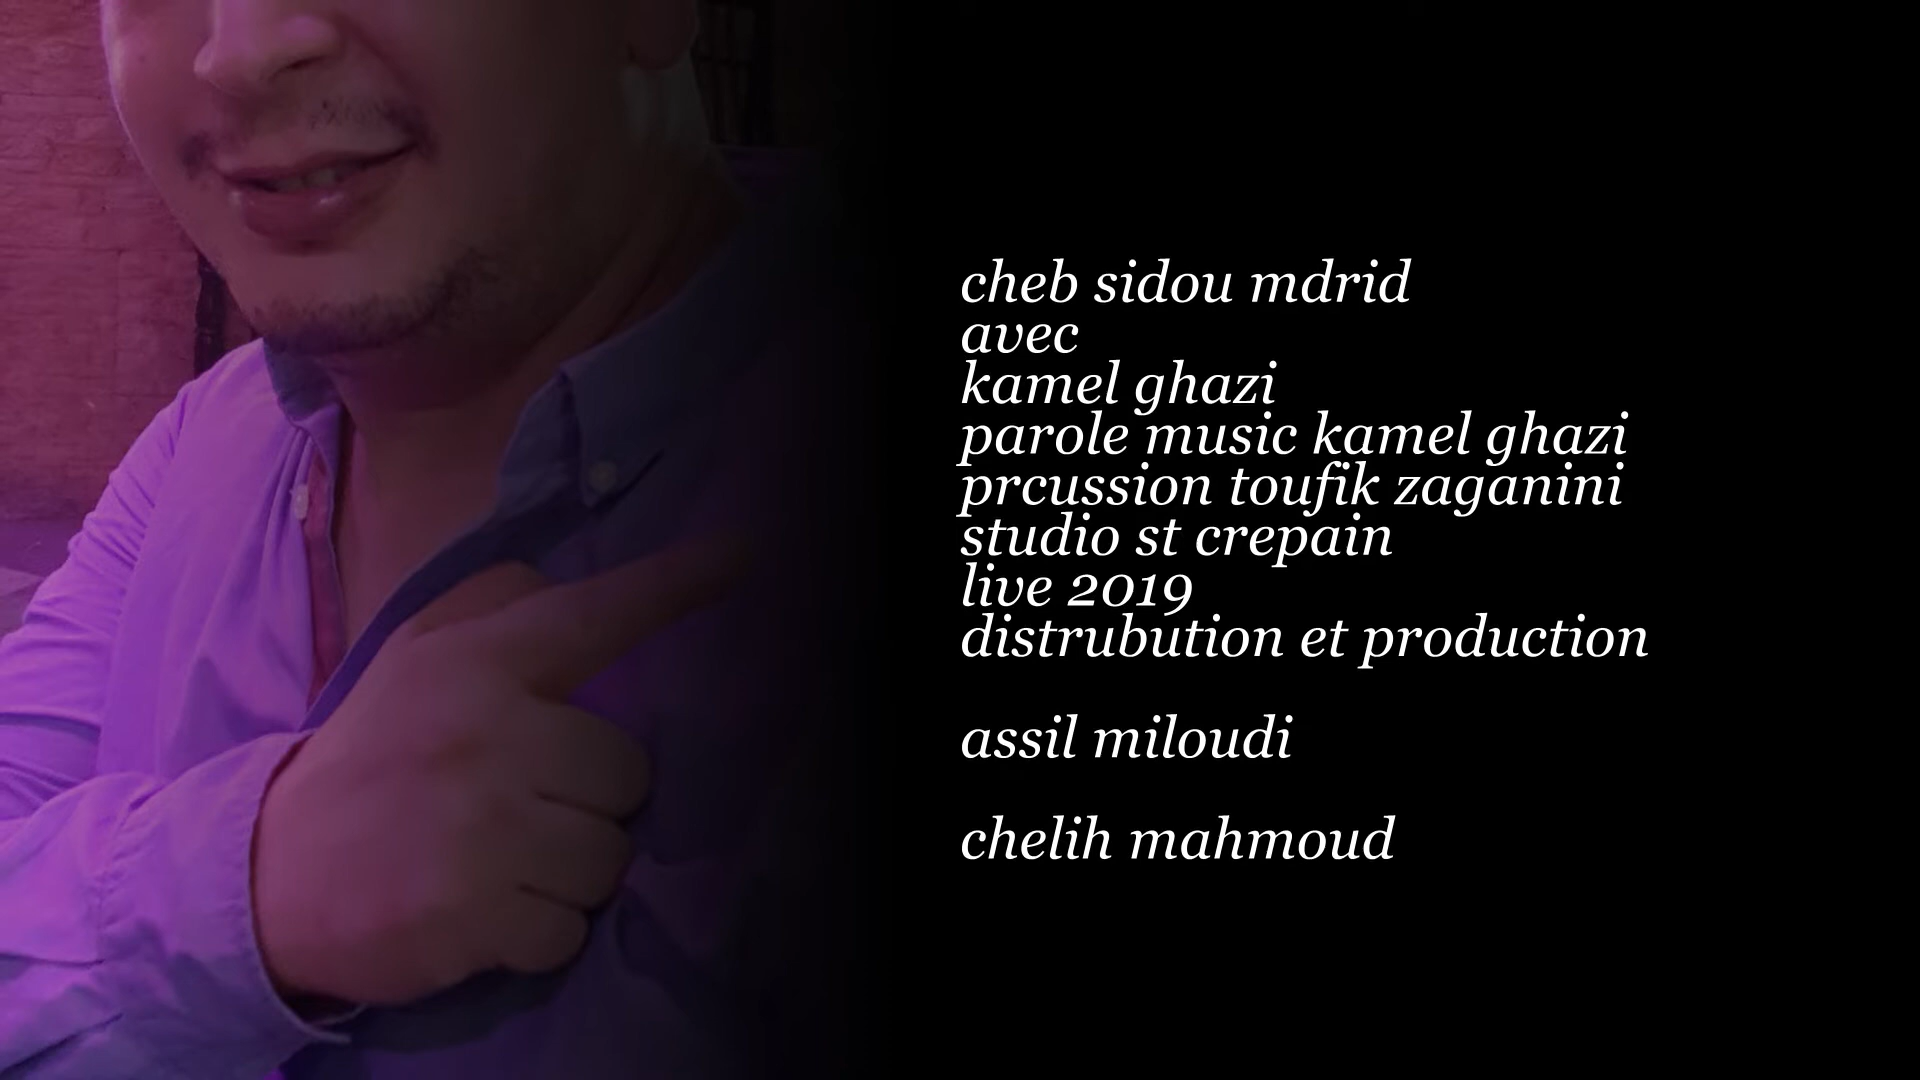 cheb sidou mdrid
avec
kamel ghazi
parole music kamel ghazi
prcussion toufik zaganini
studio st crepain
live 2019
distrubution et production
assil miloudi
chelih mahmoud